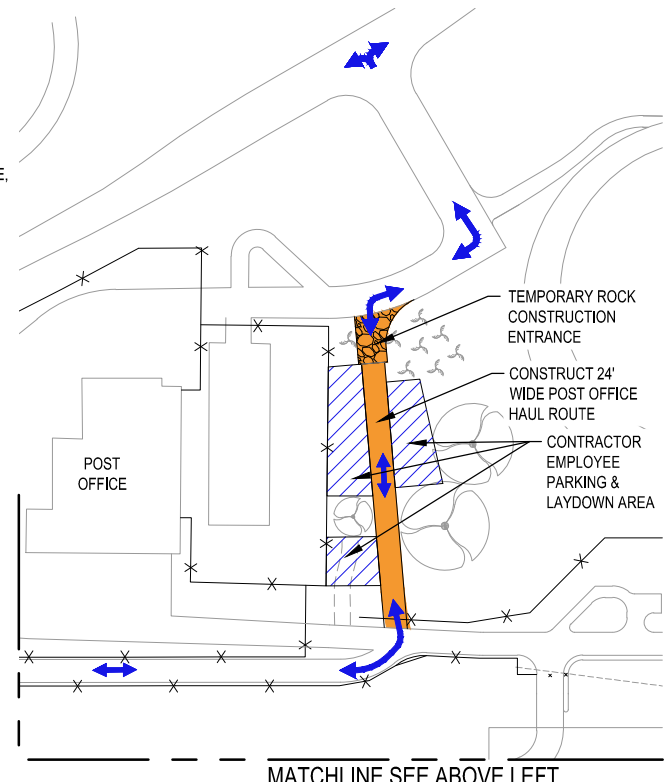 E,
TEMPORARY ROCK
CONSTRUCTION
ENTRANCE
CONSTRUCT 24'
WIDE POST OFFICE
HAUL ROUTE
CONTRACTOR
EMPLOYEE
PARKING &
LAYDOWN AREA
POST
OFFICE
MATCHLINE SEE ABOVE LEFT